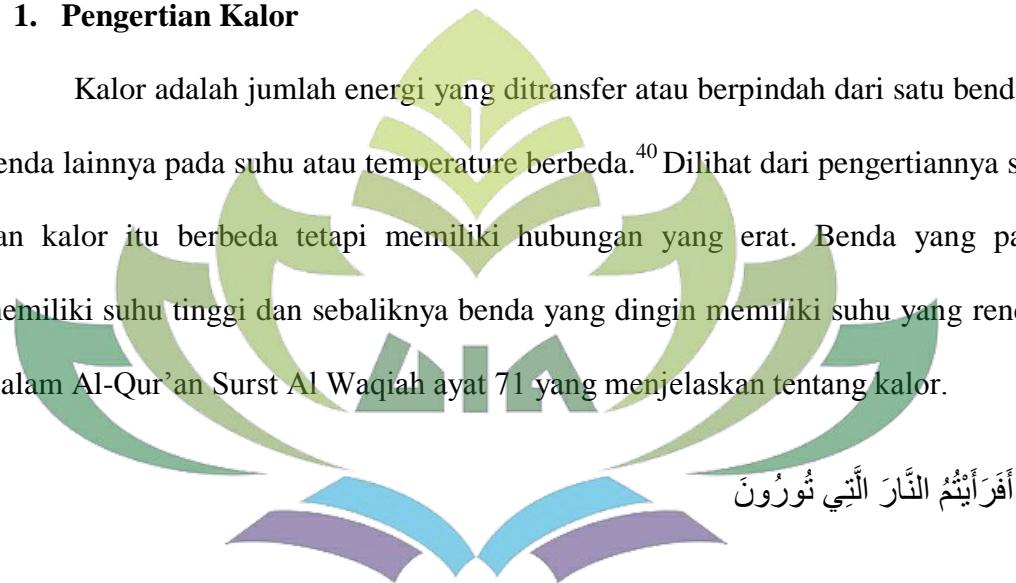 1. Pengertian Kalor
Kalor adalah jumlah energi yang ditransfer atau berpindah dari satu bend
enda lainnya pada suhu atau temperature berbeda.40 Dilihat dari pengertiannya s
an kalor itu berbeda tetapi memiliki hubungan yang erat. Benda yang pa
emiliki suhu tinggi dan sebaliknya benda yang dingin memiliki suhu yang ren
alam Al-Qur’an Surst Al Waqiah ayat 71 yang menjelaskan tentang kalor.
أَفَرَأَيْتُمُ النَّارَ الَّتِي تُورُونَ